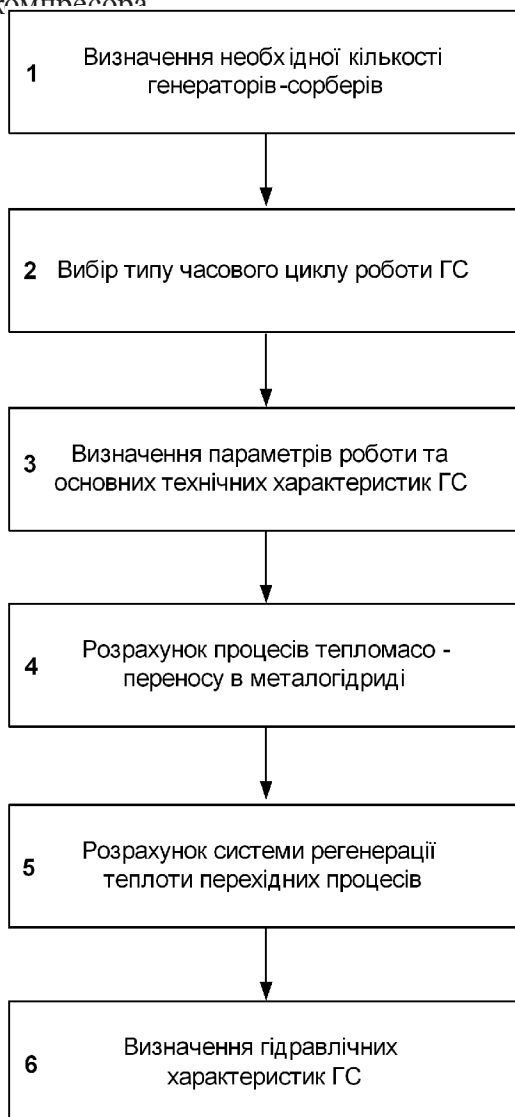 компресора
1 Визначення необхідної кількості
генераторів-сорберів
2 Вибір типу часового циклу роботи ГС
3 Визначення параметрів роботи та
основних технічних характеристик ГС
4 Розрахунок процесів тепломасо -
переносу в металогідриді
5 Розрахунок системи регенерації
теплоти перехідних процесів
6 Визначення гідравлічних
характеристик ГС